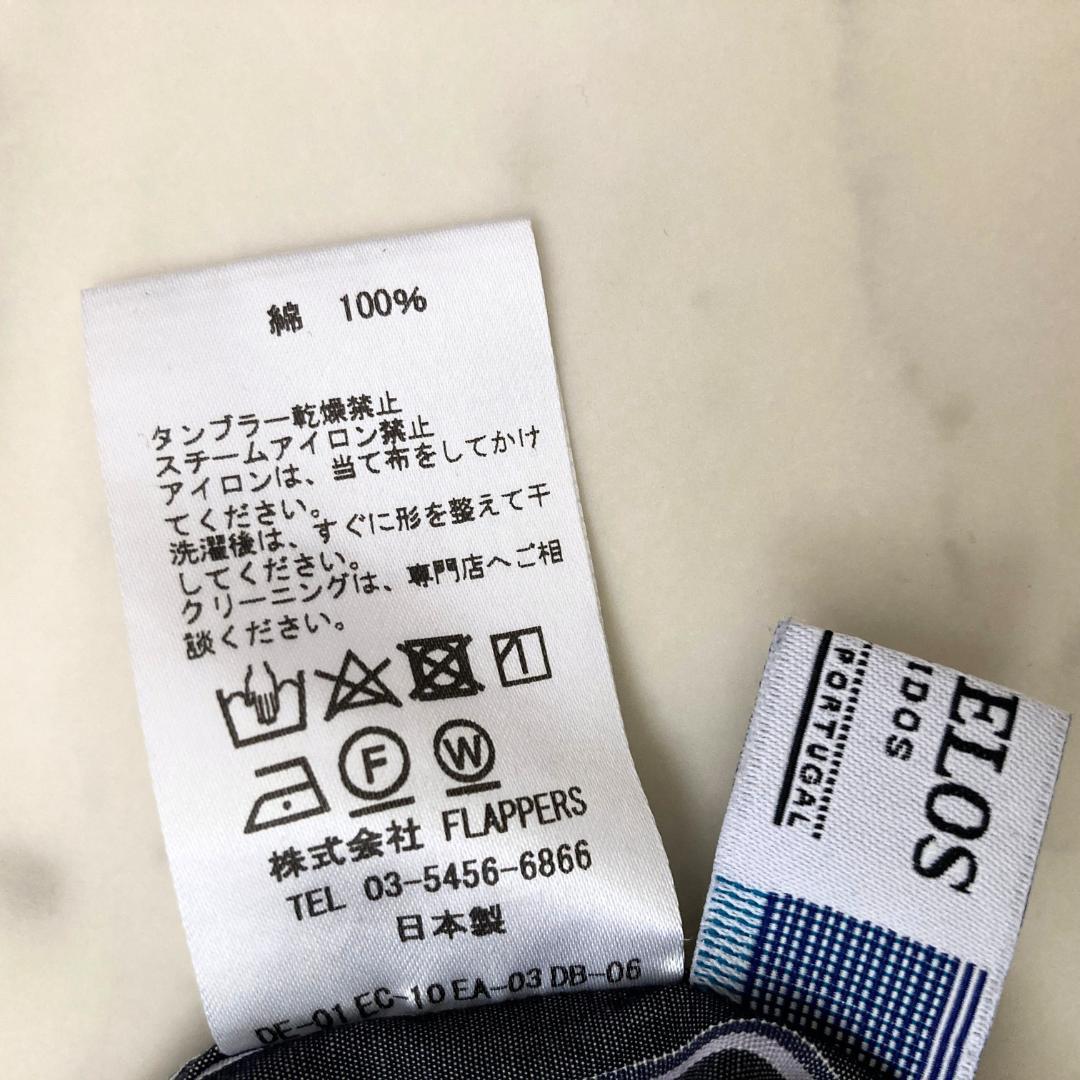 綿 100%
タンブラー乾燥禁止
スチームアイロン禁止
アイロンは、当て布をしてかけ
てください。
洗濯後は、すぐに形を整えて干
してください。
クリーニングは、専門店へご相
談ください。
F W
株式会社 FLAPPERS
TEL 03-5456-6866
日本製
DE-01 EC-10 EA-03 DB-06
ELOS
IDOS
PORTUGAL